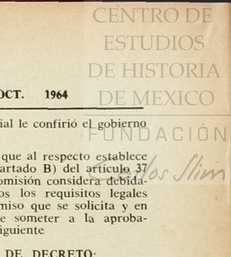 CENTRO DE
ESTUDIOS
DE HISTORIA
DE MEXICO
OCT. 1964
ial le confirió el gobierno
FUNDACIÓN
que al respecto establece
artado B) del artículo 37
omisión considera debida-
os los requisitos legales
miso que se solicita y en
e someter a la aproba-
iguiente
Carlos Slim
DE DECRETO: